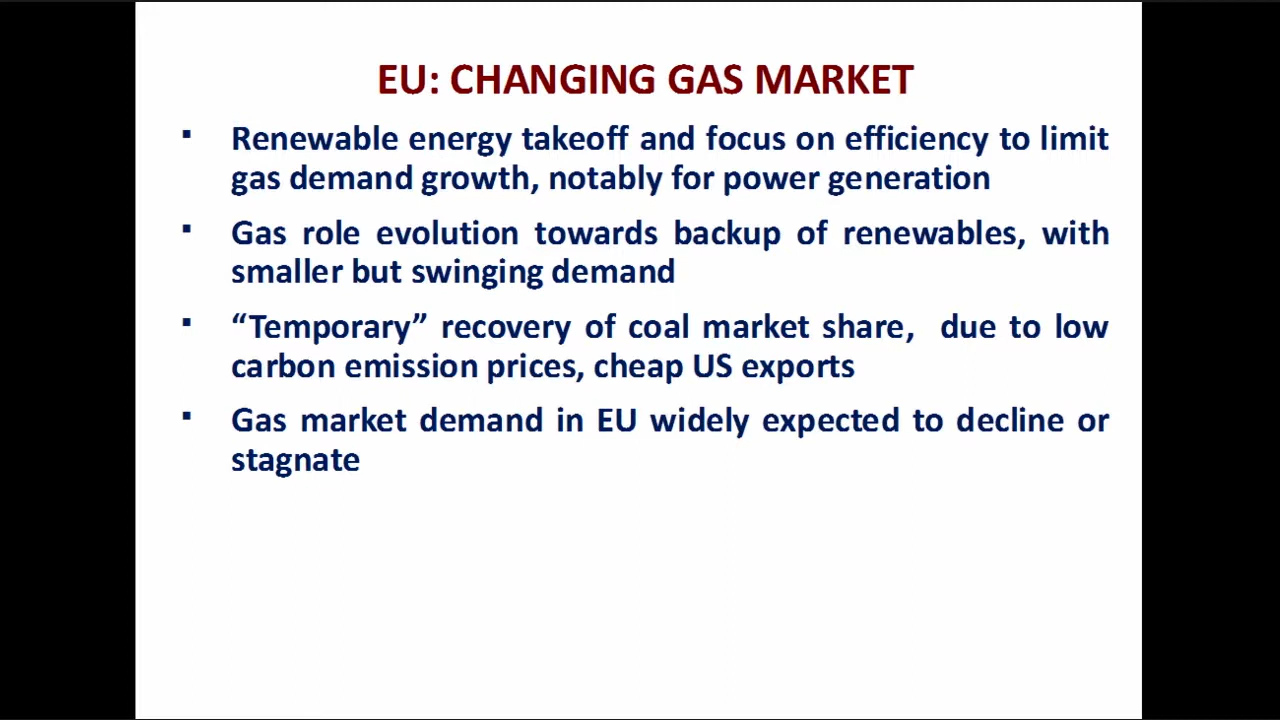 EU: CHANGING GAS MARKET
▪ Renewable energy takeoff and focus on efficiency to limit
gas demand growth, notably for power generation
▪ Gas role evolution towards backup of renewables, with
smaller but swinging demand
▪ “Temporary” recovery of coal market share, due to low
carbon emission prices, cheap US exports
▪ Gas market demand in EU widely expected to decline or
stagnate